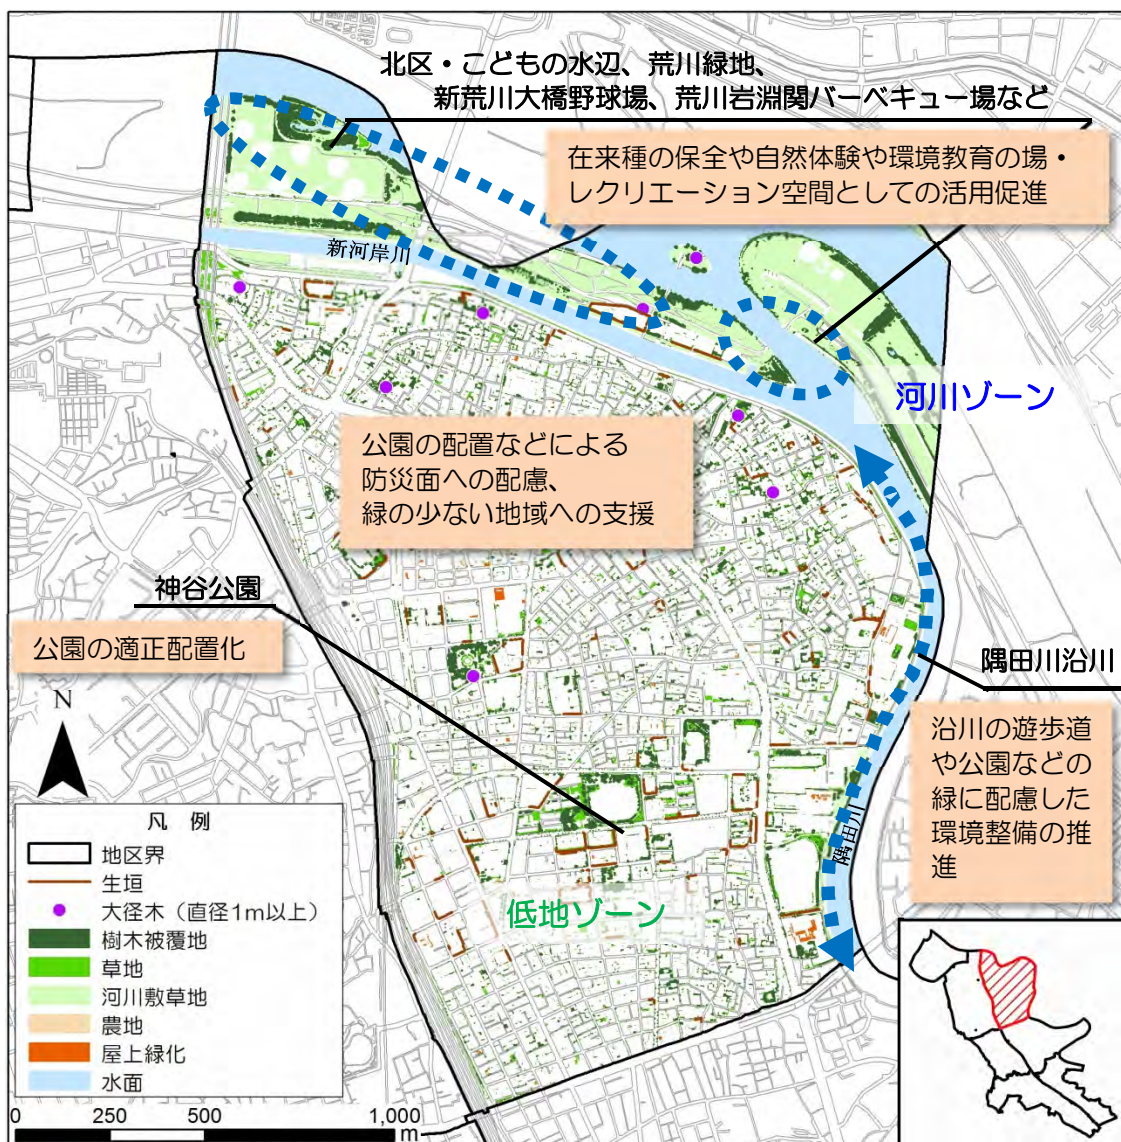 北区・こどもの水辺、荒川緑地、
新荒川大橋野球場、荒川岩淵関バーベキュー場など
在来種の保全や自然体験や環境教育の場・
レクリエーション空間としての活用促進
新河岸川
河川ゾーン
公園の配置などによる
防災面への配慮、
緑の少ない地域への支援
神谷公園
公園の適正配置化
隅田川沿川
沿川の遊歩道
や公園などの
緑に配慮した
環境整備の推
進
隅田川
低地ゾーン
N
凡 例
地区界
生垣
大径木（直径1m以上）
樹木被覆地
草地
河川敷草地
農地
屋上緑化
水面
0 250 500 1,000
m